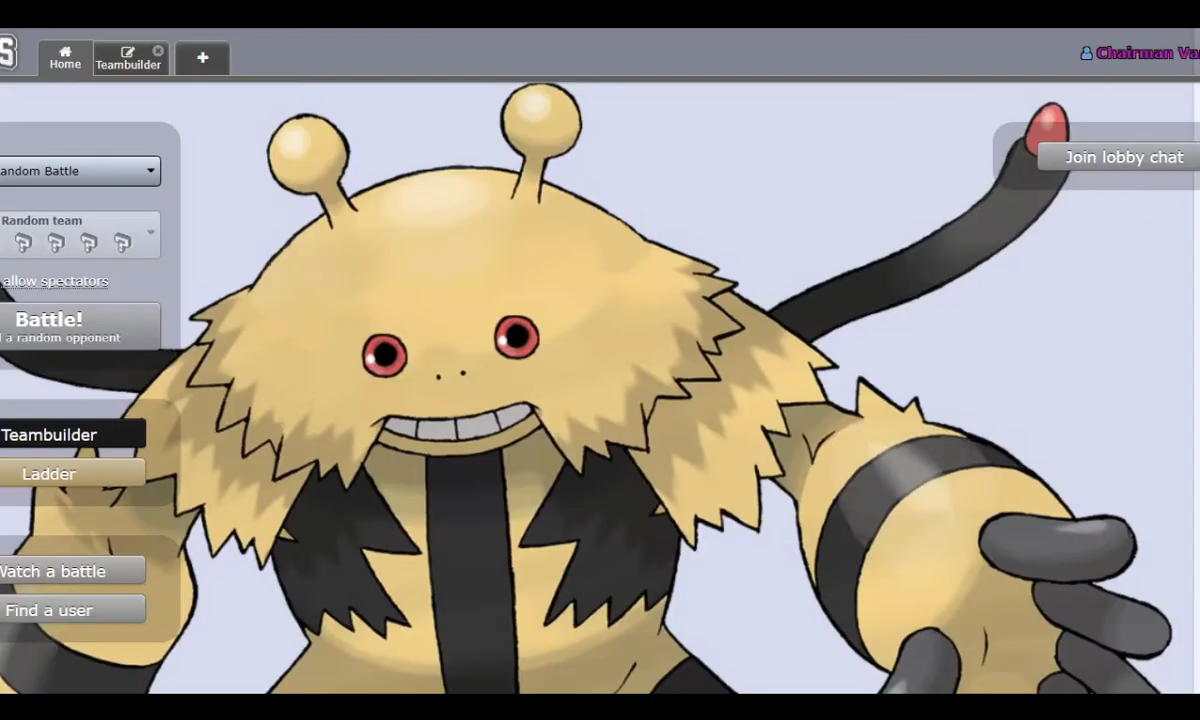 S
Home
Teambuilder
+
Chairman Va
andom Battle
Random team
allow spectators
Battle!
a random opponent
Join lobby chat
Teambuilder
Ladder
Watch a battle
Find a user